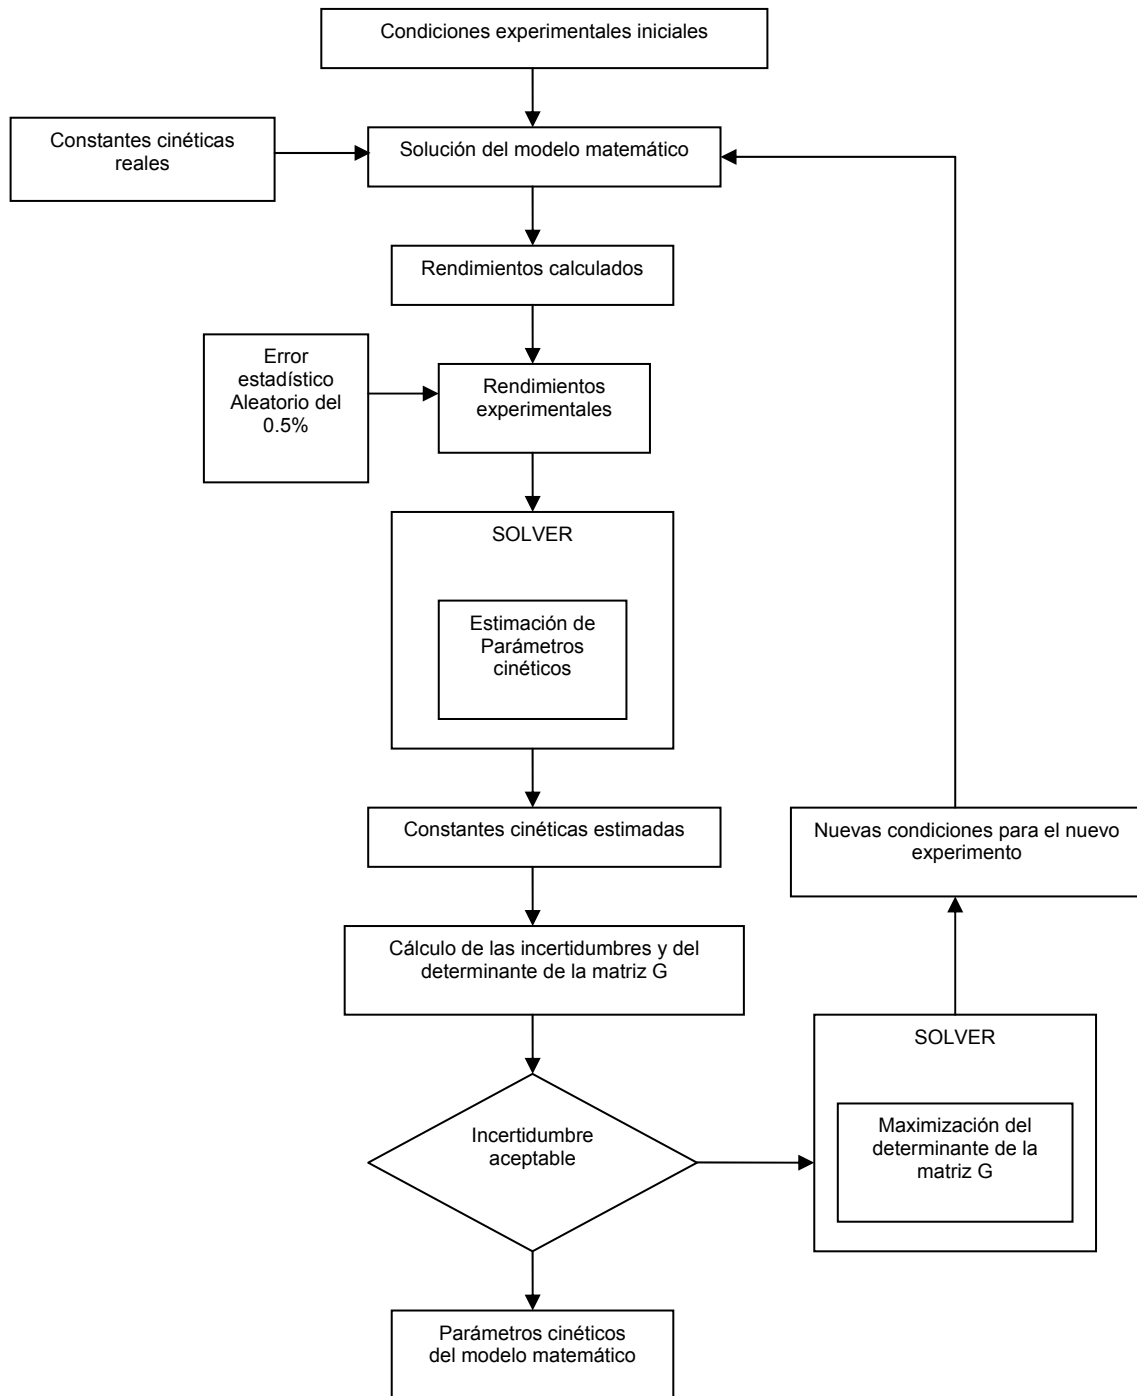 Condiciones experimentales iniciales
Constantes cinéticas
reales
Solución del modelo matemático
Rendimientos calculados
Error
estadístico
Aleatorio del
0.5%
Rendimientos
experimentales
SOLVER
Estimación de
Parámetros
cinéticos
Constantes cinéticas estimadas
Nuevas condiciones para el nuevo
experimento
Cálculo de las incertidumbres y del
determinante de la matriz G
SOLVER
Maximización del
determinante de la
matriz G
Incertidumbre
aceptable
Parámetros cinéticos
del modelo matemático